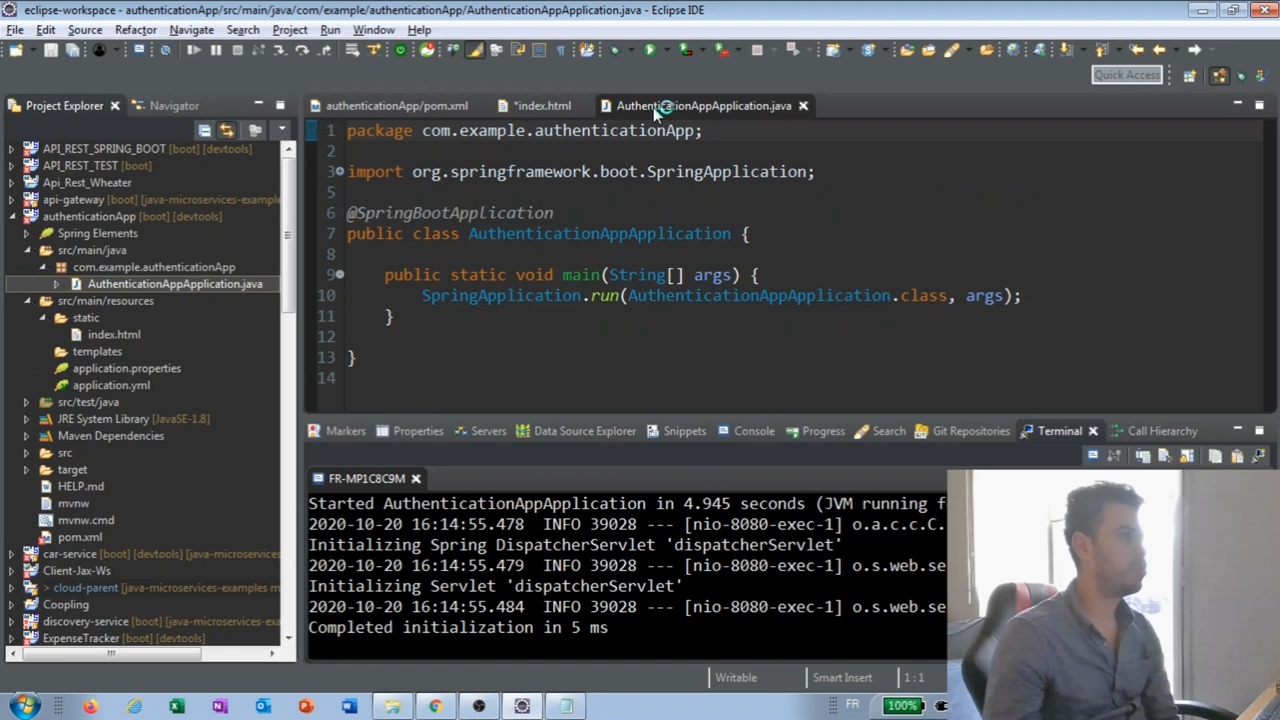 eclipse-workspace - authenticationApp/src/main/java/com/example/authenticationApp/AuthenticationAppApplication.java - Eclipse IDE
File Edit Source Refactor Navigate Search Project Run Window Help
Quick Access
Project Explorer Navigator
authenticationApp/pom.xml *index.html AuthenticationAppApplication.java
API_REST_SPRING_BOOT [boot] [devtools]
API_REST_TEST [boot]
Api_Rest_Wheater
api-gateway [boot] [java-microservices-example
authenticationApp [boot] [devtools]
Spring Elements
src/main/java
com.example.authenticationApp
AuthenticationAppApplication.java
src/main/resources
static
index.html
templates
application.properties
application.yml
src/test/java
JRE System Library [JavaSE-1.8]
Maven Dependencies
src
target
HELP.md
mvnw
mvnw.cmd
pom.xml
car-service [boot] [devtools] [java-microservices
Client-Jax-Ws
> cloud-parent [java-microservices-examples m
Coopling
discovery-service [boot] [java-microservices-exa
ExpenseTracker [boot] [devtools]
1 package com.example.authenticationApp;
2
3 import org.springframework.boot.SpringApplication;
5
6 @SpringBootApplication
7 public class AuthenticationAppApplication {
8
9 public static void main(String[] args) {
10 SpringApplication.run(AuthenticationAppApplication.class, args);
11 }
12
13 }
14
Markers Properties Servers Data Source Explorer Snippets Console Progress Search Git Repositories Terminal Call Hierarchy
FR-MP1C8C9M
Started AuthenticationAppApplication in 4.945 seconds (JVM running f
2020-10-20 16:14:55.478 INFO 39028 --- [nio-8080-exec-1] o.a.c.c.C.
Initializing Spring DispatcherServlet 'dispatcherServlet'
2020-10-20 16:14:55.479 INFO 39028 --- [nio-8080-exec-1] o.s.web.se
Initializing Servlet 'dispatcherServlet'
2020-10-20 16:14:55.484 INFO 39028 --- [nio-8080-exec-1] o.s.web.se
Completed initialization in 5 ms
Writable Smart Insert 1 : 1
FR 100%